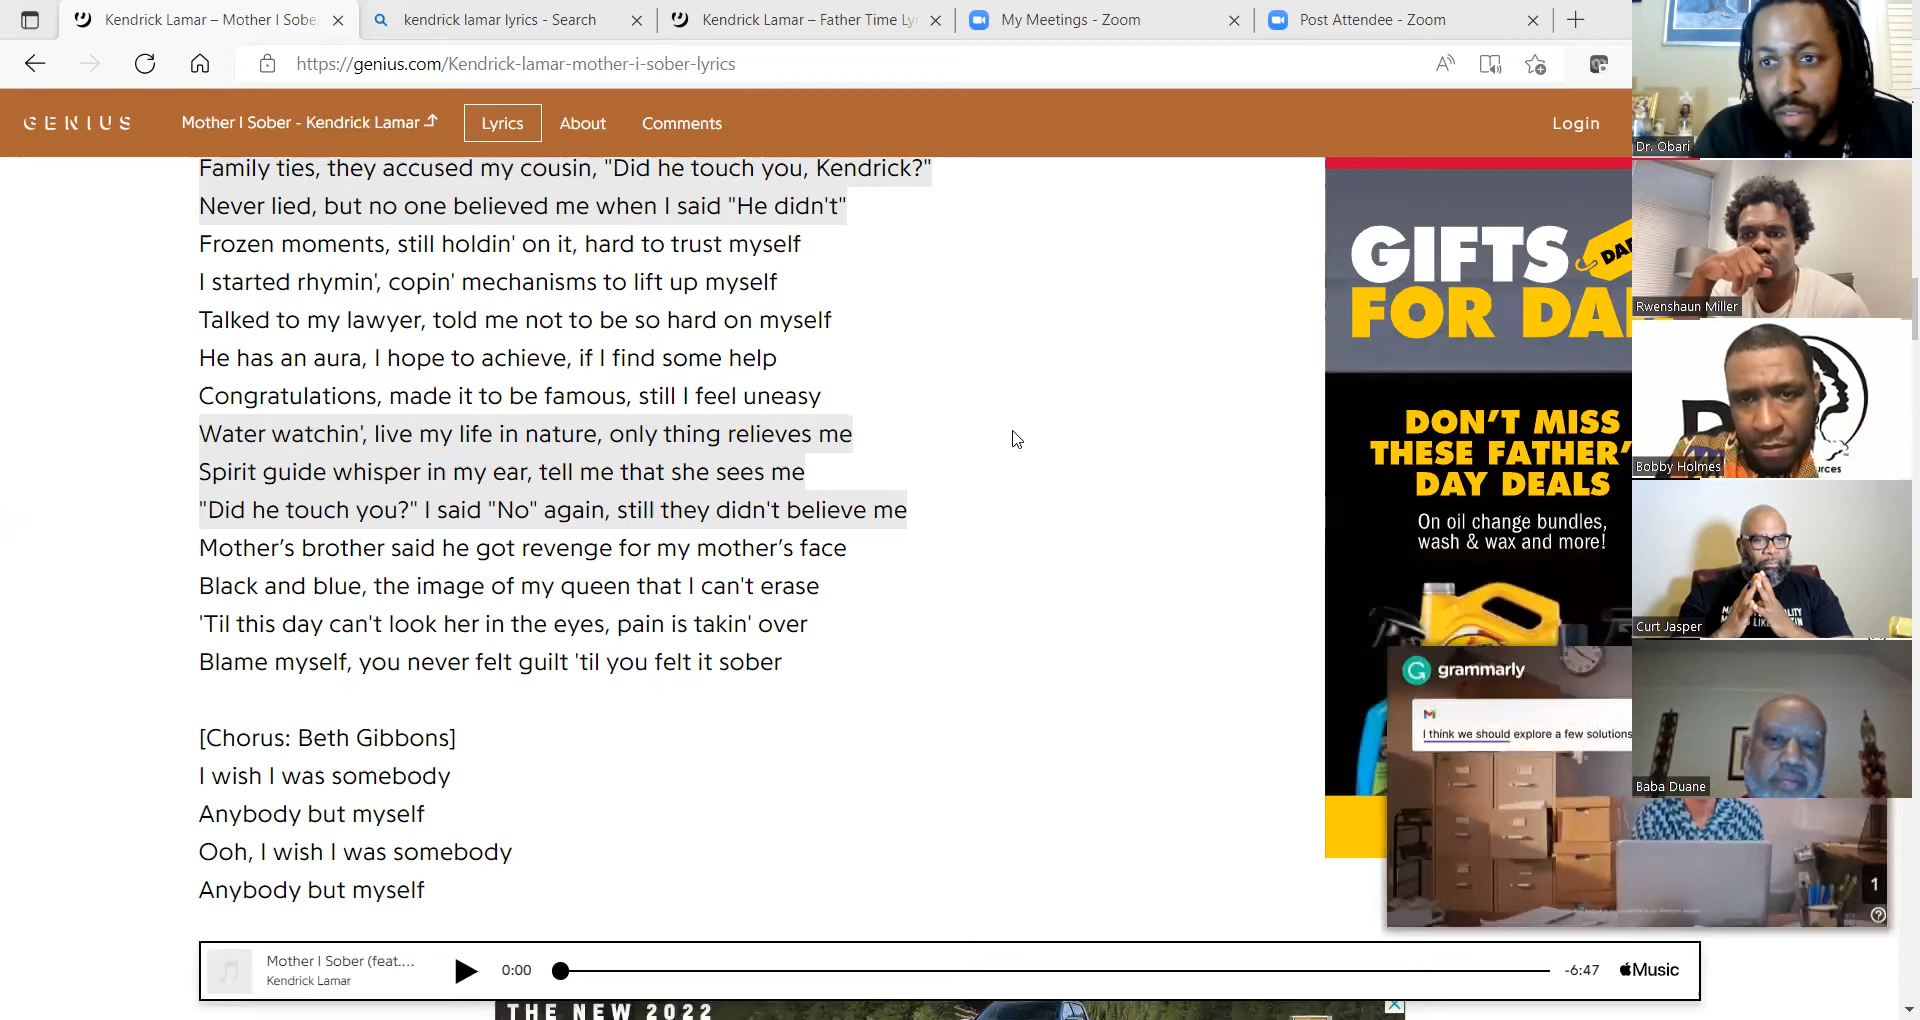 Kendrick Lamar – Mother I Sobe
kendrick lamar lyrics - Search
Kendrick Lamar – Father Time Ly
My Meetings - Zoom
Post Attendee - Zoom
https://genius.com/Kendrick-lamar-mother-i-sober-lyrics
GENIUS
Mother I Sober - Kendrick Lamar
Lyrics
About
Comments
Login
Family ties, they accused my cousin, "Did he touch you, Kendrick?"
Never lied, but no one believed me when I said "He didn't"
Frozen moments, still holdin' on it, hard to trust myself
I started rhymin', copin' mechanisms to lift up myself
Talked to my lawyer, told me not to be so hard on myself
He has an aura, I hope to achieve, if I find some help
Congratulations, made it to be famous, still I feel uneasy
Water watchin', live my life in nature, only thing relieves me
Spirit guide whisper in my ear, tell me that she sees me
"Did he touch you?" I said "No" again, still they didn't believe me
Mother’s brother said he got revenge for my mother’s face
Black and blue, the image of my queen that I can't erase
'Til this day can't look her in the eyes, pain is takin' over
Blame myself, you never felt guilt 'til you felt it sober
[Chorus: Beth Gibbons]
I wish I was somebody
Anybody but myself
Ooh, I wish I was somebody
Anybody but myself
Mother I Sober (feat....
Kendrick Lamar
0:00
-6:47
Music
THE NEW 2022
GIFTS
DAD
FOR DA
DON’T MISS
THESE FATHER’
DAY DEALS
On oil change bundles,
wash & wax and more!
grammarly
I think we should explore a few solutions
1
Dr. Obari
Rwenshaun Miller
Bobby Holmes
urces
Curt Jasper
Baba Duane